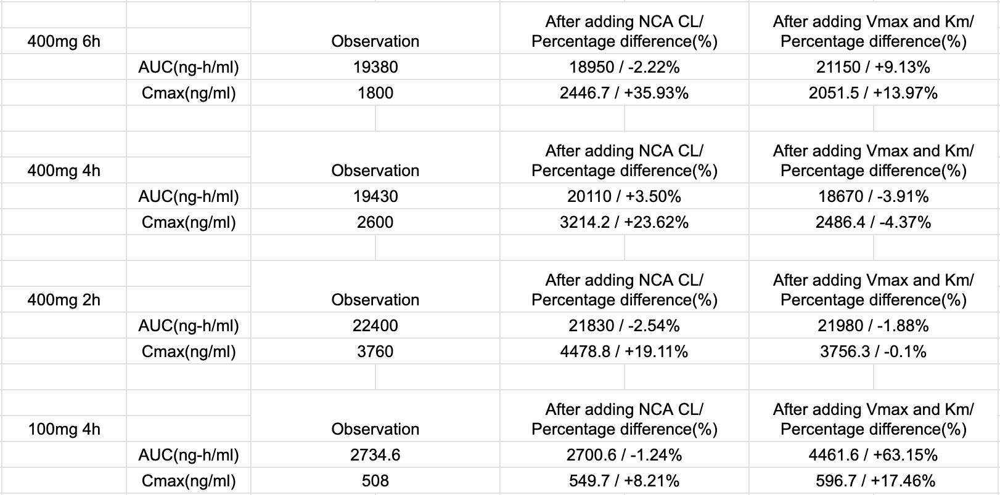 After adding NCA CL/ After adding Vmax and Km/
400mg 6h Observation Percentage difference(%) Percentage difference(%)
AUC(ng-h/ml) 19380 18950 / -2.22% 21150 / +9.13%
Cmax(ng/ml) 1800 2446.7 / +35.93% 2051.5 / +13.97%
After adding NCA CL/ After adding Vmax and Km/
400mg 4h Observation Percentage difference(%) Percentage difference(%)
AUC(ng-h/ml) 19430 20110 / +3.50% 18670 / -3.91%
Cmax(ng/ml) 2600 3214.2 / +23.62% 2486.4 / -4.37%
After adding NCA CL/ After adding Vmax and Km/
400mg 2h Observation Percentage difference(%) Percentage difference(%)
AUC(ng-h/ml) 22400 21830 / -2.54% 21980 / -1.88%
Cmax(ng/ml) 3760 4478.8 / +19.11% 3756.3 / -0.1%
After adding NCA CL/ After adding Vmax and Km/
100mg 4h Observation Percentage difference(%) Percentage difference(%)
AUC(ng-h/ml) 2734.6 2700.6 / -1.24% 4461.6 / +63.15%
Cmax(ng/ml) 508 549.7 / +8.21% 596.7 / +17.46%